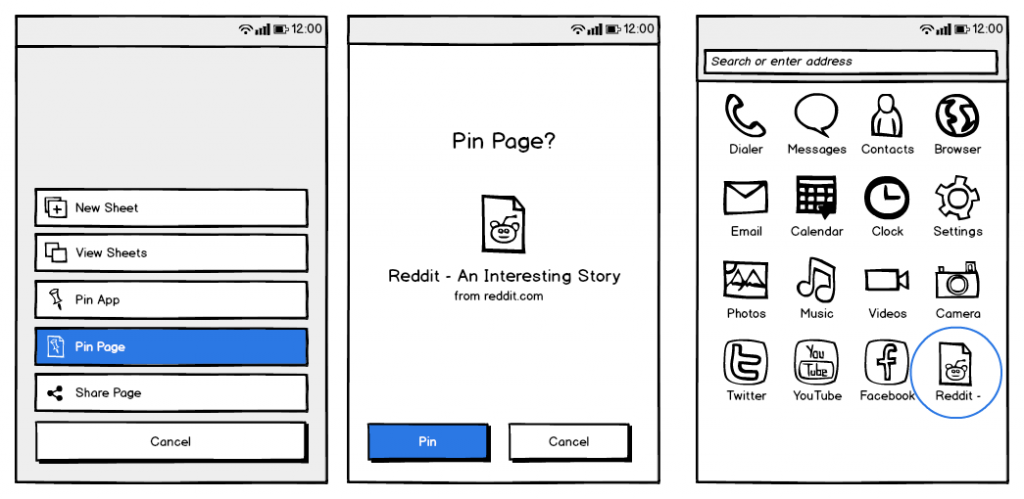 12:00
New Sheet
View Sheets
Pin App
Pin Page
Share Page
Cancel
12:00
Pin Page?
Reddit - An Interesting Story
from reddit.com
Pin
Cancel
12:00
Search or enter address
Dialer Messages Contacts Browser
Email Calendar Clock Settings
Photos Music Videos Camera
You
Tube
Twitter YouTube Facebook Reddit -